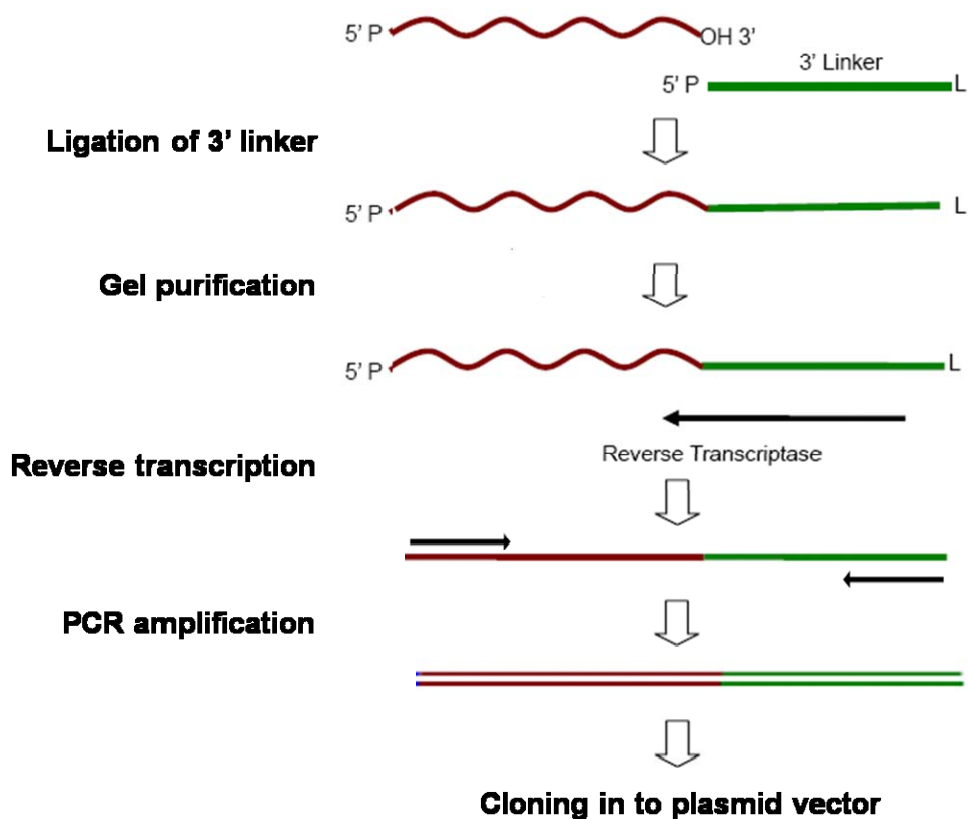 5' P
OH 3'
3' Linker
5' P
L
Ligation of 3' linker
5' P
L
Gel purification
5' P
L
Reverse transcription
Reverse Transcriptase
PCR amplification
Cloning in to plasmid vector